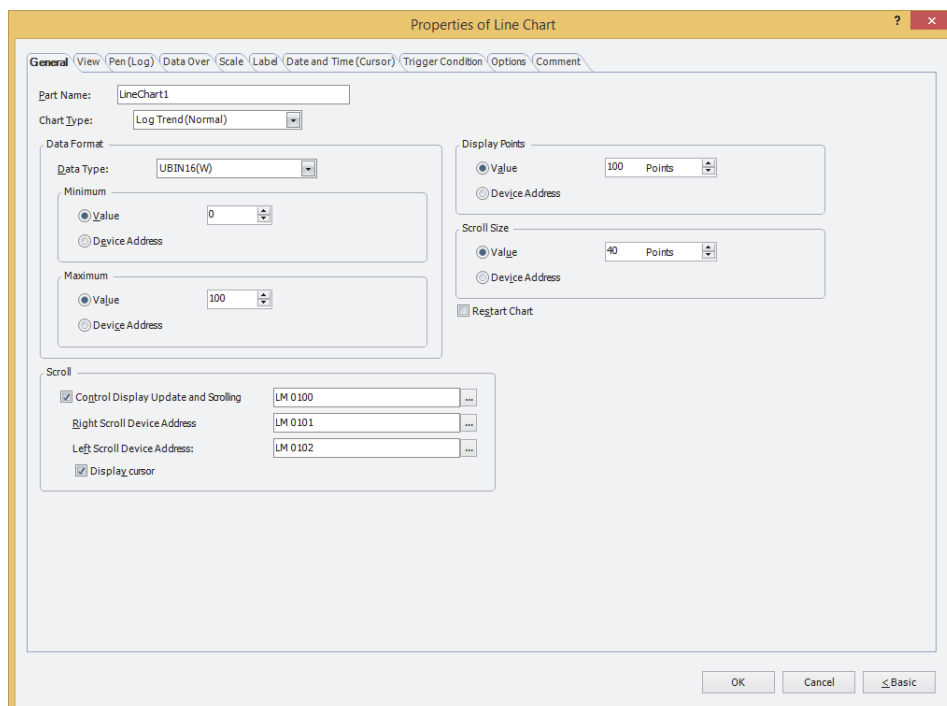 Properties of Line Chart
?
×
General View Pen(Log) Data Over Scale Label Date and Time(Cursor) Trigger Condition Options Comment
Part Name: LineChart1
Chart Type: Log Trend(Normal)
Data Format
Data Type: UBIN16(W)
Minimum
Value 0
Device Address
Maximum
Value 100
Device Address
Display Points
Value 100 Points
Device Address
Scroll Size
Value 40 Points
Device Address
Restart Chart
Scroll
Control Display Update and Scrolling LM 0100 ...
Right Scroll Device Address LM 0101 ...
Left Scroll Device Address: LM 0102 ...
Display cursor
OK Cancel < Basic